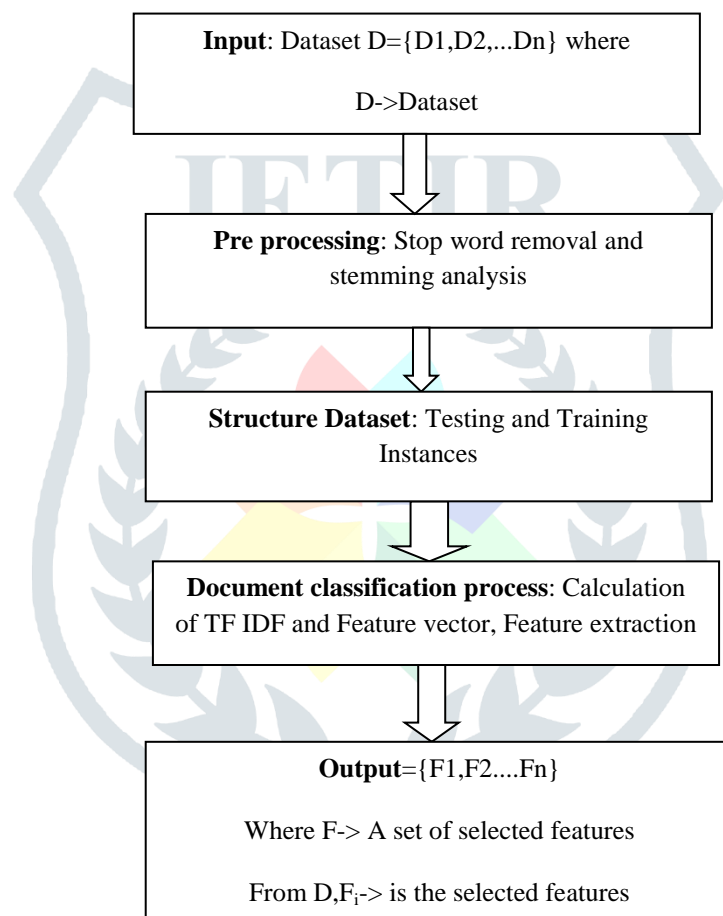 Input: Dataset D={D1,D2,...Dn} where
D->Dataset
JETIR
Pre processing: Stop word removal and
stemming analysis
Structure Dataset: Testing and Training
Instances
Document classification process: Calculation
of TF IDF and Feature vector, Feature extraction
Output={F1,F2....Fn}
Where F-> A set of selected features
From D,Fi-> is the selected features